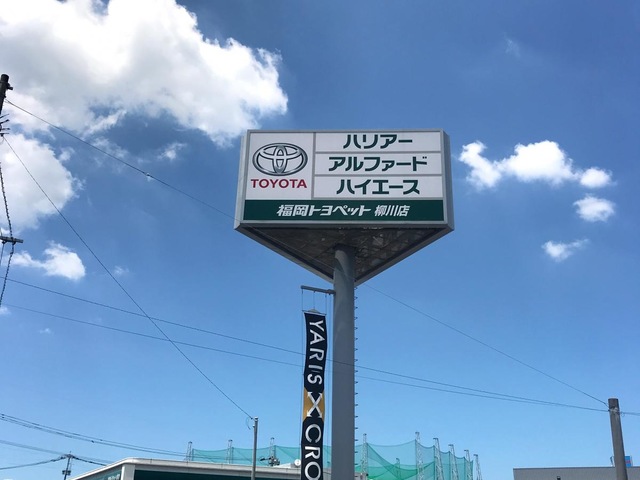 TOYOTA
ハリアー
アルファード
ハイエース
福岡トヨペット 柳川店
YARIS X CRO